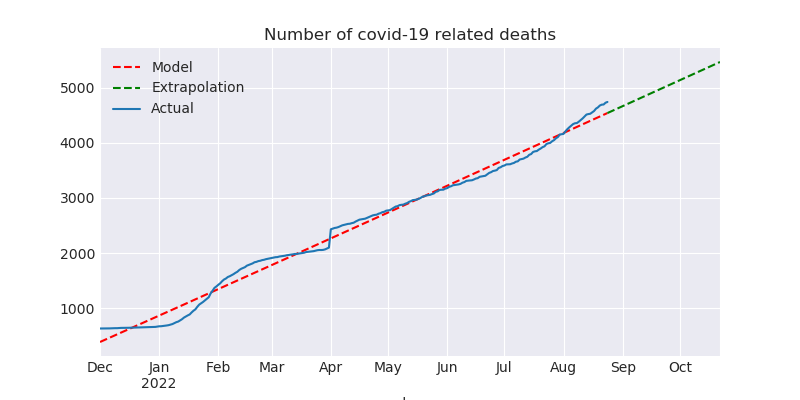 Number of covid-19 related deaths
Model
Extrapolation
Actual
5000
4000
3000
2000
1000
Dec Jan Feb Mar Apr May Jun Jul Aug Sep Oct
2022